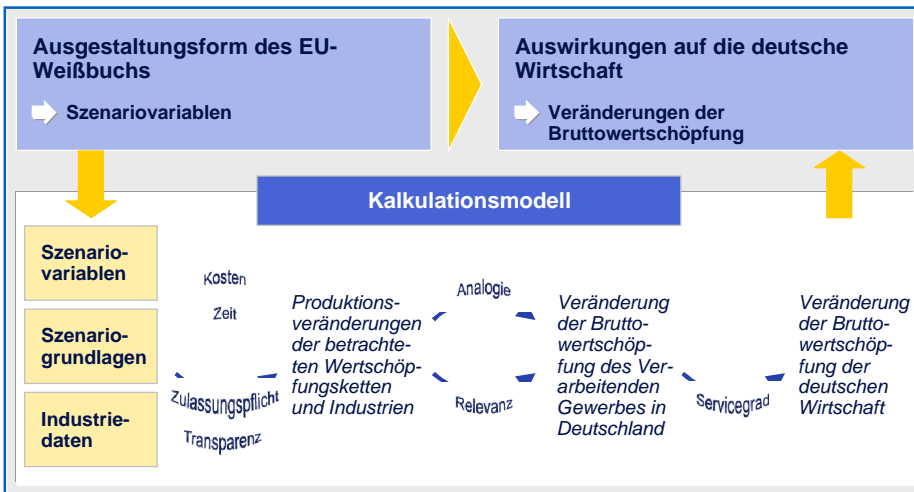 Ausgestaltungsform des EU-
Weißbuchs
Szenariovariablen
Auswirkungen auf die deutsche
Wirtschaft
Veränderungen der
Bruttowertschöpfung
Kalkulationsmodell
Szenario-
variablen
Szenario-
grundlagen
Industrie-
daten
Kosten
Zeit
Zulassungspflicht
Transparenz
Produktions-
veränderungen
der betrachte-
ten Wertschöp-
fungsketten
und Industrien
Analogie
Relevanz
Veränderung
der Brutto-
wertschöp-
fung des Ver-
arbeitenden
Gewerbes in
Deutschland
Servicegrad
Veränderung
der Brutto-
wertschöp-
fung der
deutschen
Wirtschaft